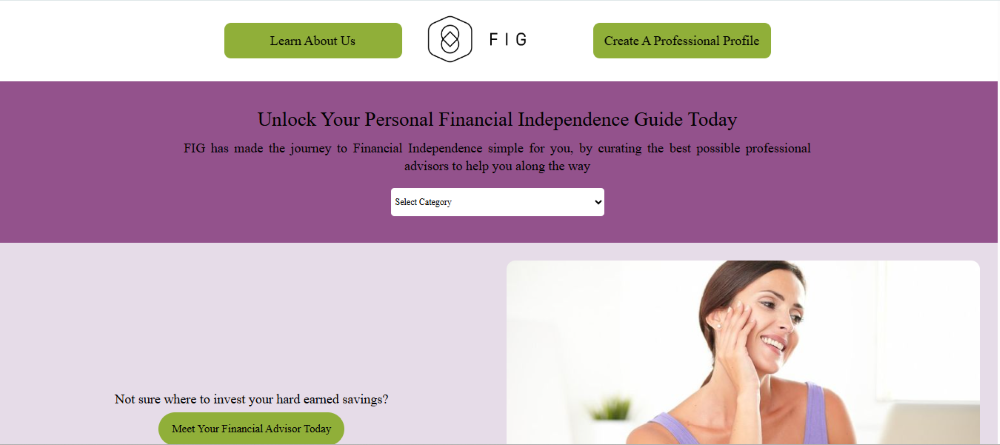 Learn About Us
FIG
Create A Professional Profile
Unlock Your Personal Financial Independence Guide Today
FIG has made the journey to Financial Independence simple for you, by curating the best possible professional
advisors to help you along the way
Select Category
Not sure where to invest your hard earned savings?
Meet Your Financial Advisor Today